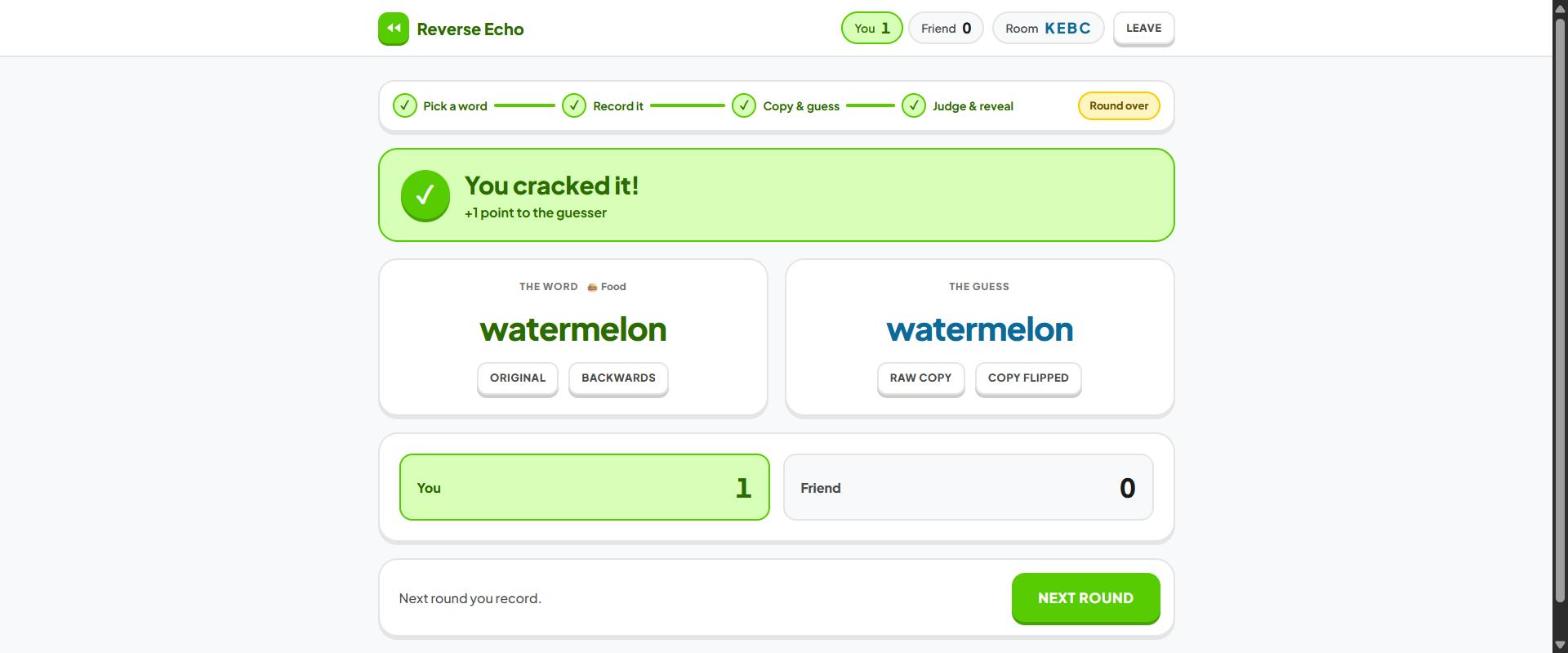 Reverse Echo You 1 Friend 0 Room KEBC LEAVE
✓ Pick a word ✓ Record it ✓ Copy & guess ✓ Judge & reveal Round over
You cracked it!
+1 point to the guesser
THE WORD 🍔 Food
watermelon
ORIGINAL BACKWARDS
THE GUESS
watermelon
RAW COPY COPY FLIPPED
You 1 Friend 0
Next round you record. NEXT ROUND